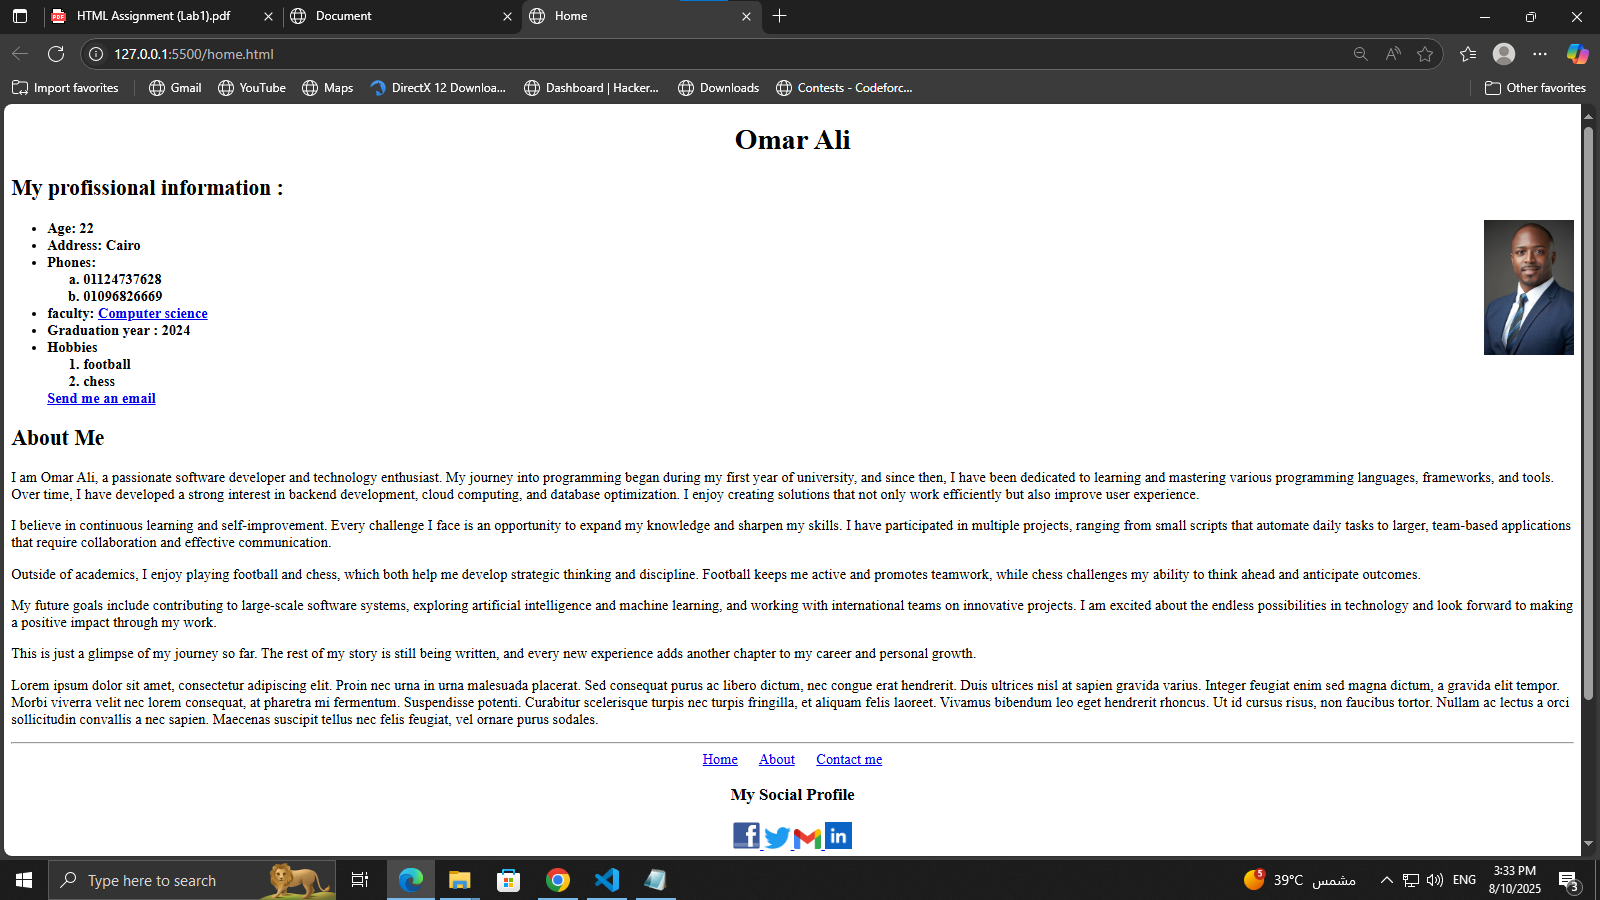 HTML Assignment (Lab1).pdf
Document
Home
127.0.0.1:5500/home.html
Import favorites
Gmail
YouTube
Maps
DirectX 12 Downloa...
Dashboard | Hacker...
Downloads
Contests - Codeforc...
Other favorites
Omar Ali
My profissional information :
• Age: 22
• Address: Cairo
• Phones:
a. 01124737628
b. 01096826669
• faculty: Computer science
• Graduation year : 2024
• Hobbies
1. football
2. chess
Send me an email
About Me
I am Omar Ali, a passionate software developer and technology enthusiast. My journey into programming began during my first year of university, and since then, I have been dedicated to learning and mastering various programming languages, frameworks, and tools.
Over time, I have developed a strong interest in backend development, cloud computing, and database optimization. I enjoy creating solutions that not only work efficiently but also improve user experience.
I believe in continuous learning and self-improvement. Every challenge I face is an opportunity to expand my knowledge and sharpen my skills. I have participated in multiple projects, ranging from small scripts that automate daily tasks to larger, team-based applications
that require collaboration and effective communication.
Outside of academics, I enjoy playing football and chess, which both help me develop strategic thinking and discipline. Football keeps me active and promotes teamwork, while chess challenges my ability to think ahead and anticipate outcomes.
My future goals include contributing to large-scale software systems, exploring artificial intelligence and machine learning, and working with international teams on innovative projects. I am excited about the endless possibilities in technology and look forward to making
a positive impact through my work.
This is just a glimpse of my journey so far. The rest of my story is still being written, and every new experience adds another chapter to my career and personal growth.
Lorem ipsum dolor sit amet, consectetur adipiscing elit. Proin nec urna in urna malesuada placerat. Sed consequat purus ac libero dictum, nec congue erat hendrerit. Duis ultrices nisl at sapien gravida varius. Integer feugiat enim sed magna dictum, a gravida elit tempor.
Morbi viverra velit nec lorem consequat, at pharetra mi fermentum. Suspendisse potenti. Curabitur scelerisque turpis nec turpis fringilla, et aliquam felis laoreet. Vivamus bibendum leo eget hendrerit rhoncus. Ut id cursus risus, non faucibus tortor. Nullam ac lectus a orci
sollicitudin convallis a nec sapien. Maecenas suscipit tellus nec felis feugiat, vel ornare purus sodales.
Home About Contact me
My Social Profile
Type here to search
5
39°C مشمس
ENG
3:33 PM
8/10/2025
3